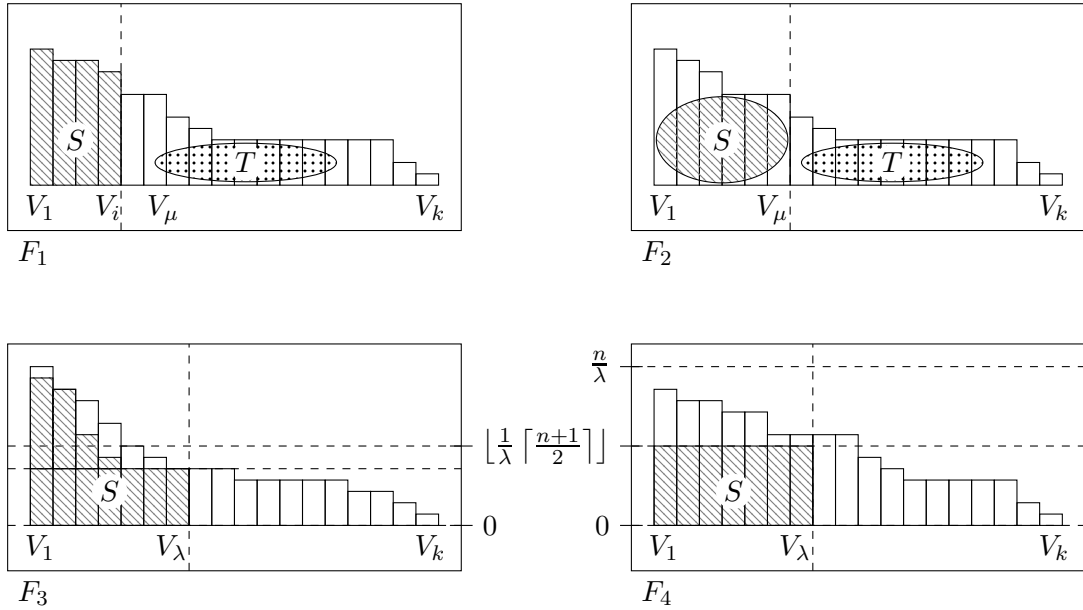 S
T
V_1 V_i V_μ V_k
F_1
S
T
V_1 V_μ V_k
F_2
S
⌊1/λ ⌈(n+1)/2⌉⌋
0
V_1 V_λ V_k
F_3
n/λ
S
0
V_1 V_λ V_k
F_4